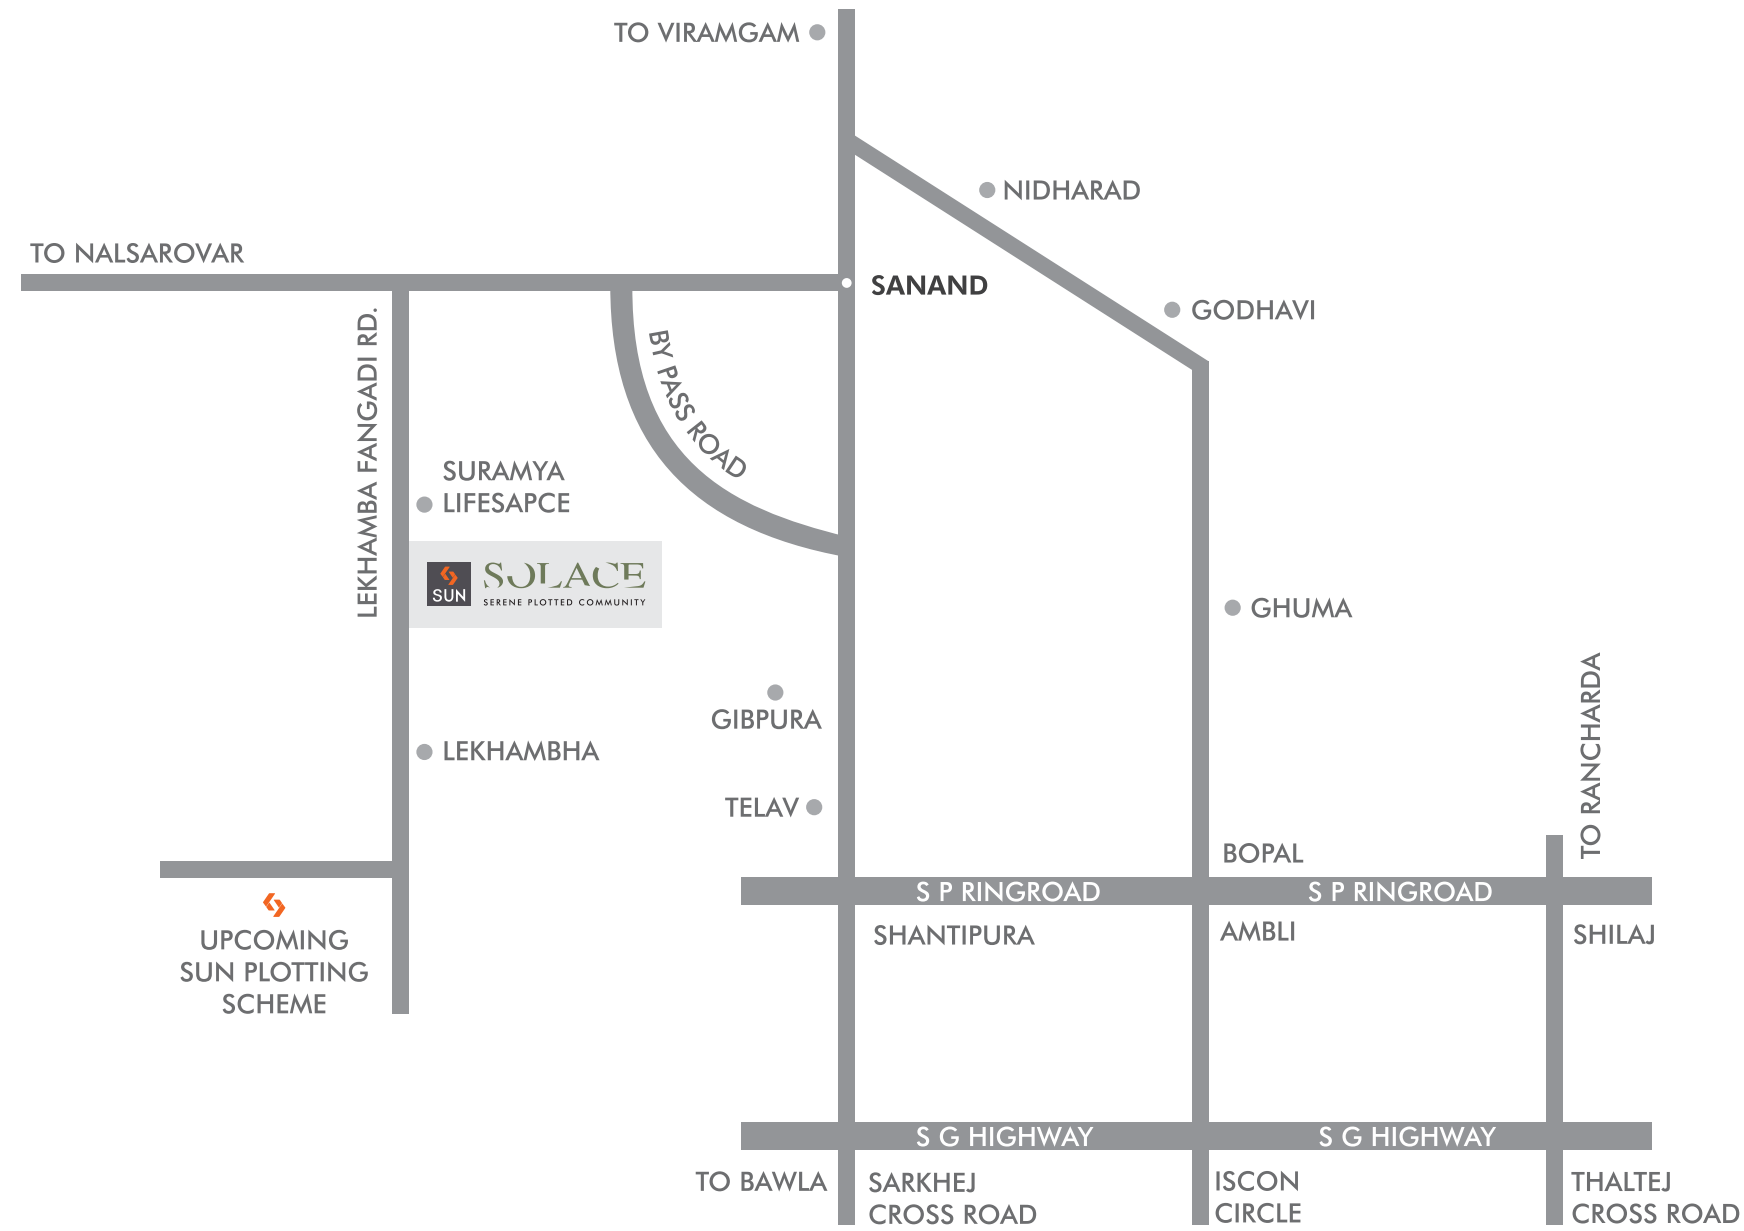 TO VIRAMGAM
NIDHARAD
TO NALSAROVAR
SANAND
GODHAVI
LEKHAMBA FANGADI RD.
BY PASS ROAD
SURAMYA
LIFESAPCE
SUN
SOLACE
SERENE PLOTTED COMMUNITY
GHUMA
GIBPURA
LEKHAMBHA
TO RANCHARDA
TELAV
BOPAL
S P RINGROAD
S P RINGROAD
SHANTIPURA
AMBLI
SHILAJ
UPCOMING
SUN PLOTTING
SCHEME
S G HIGHWAY
S G HIGHWAY
TO BAWLA
SARKHEJ
CROSS ROAD
ISCON
CIRCLE
THALTEJ
CROSS ROAD